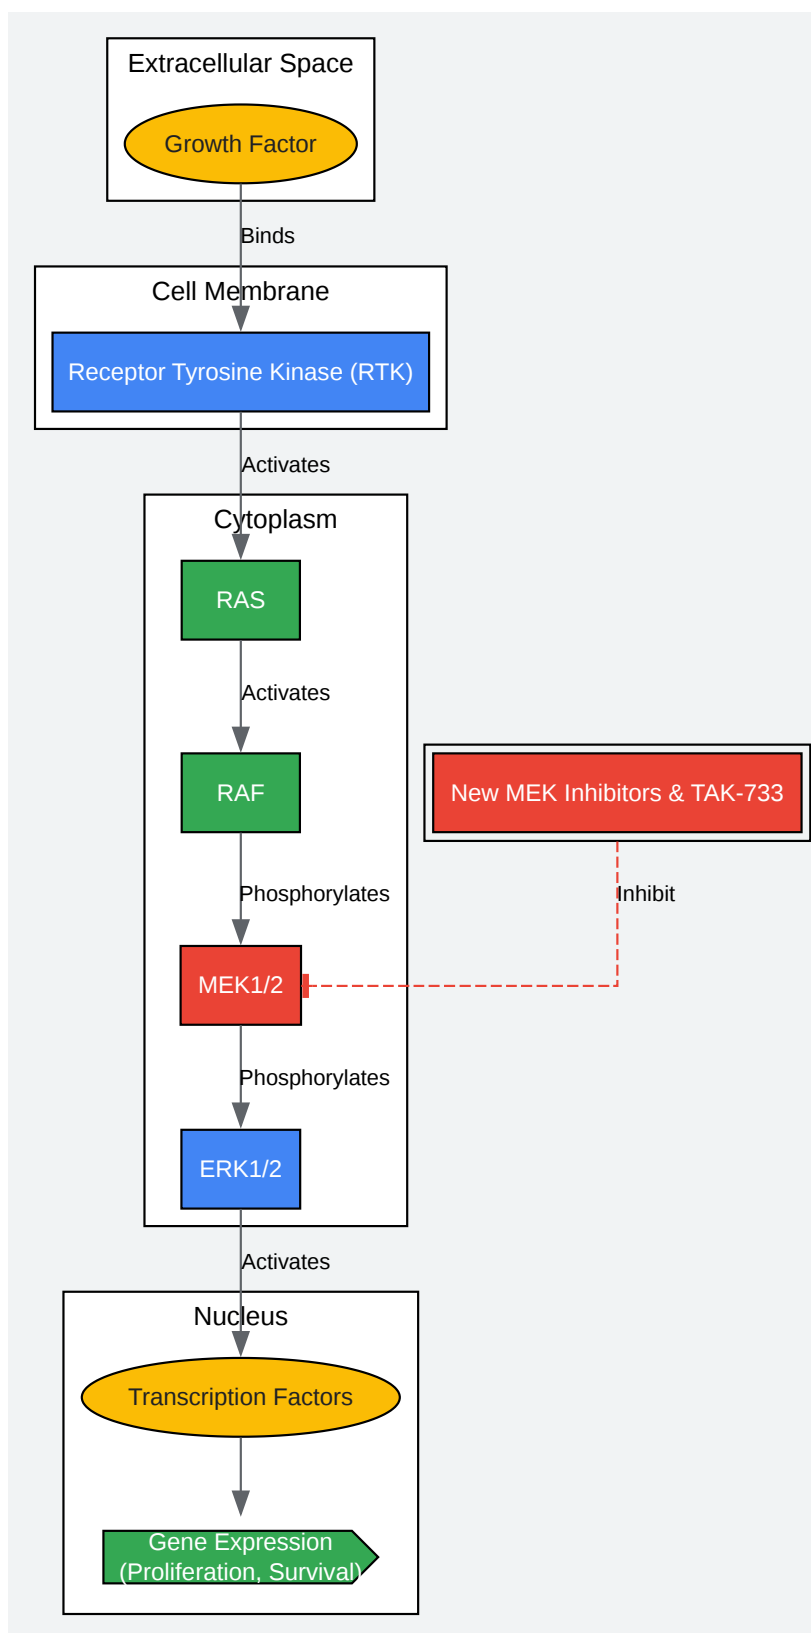 Extracellular Space
Growth Factor
Binds
Cell Membrane
Receptor Tyrosine Kinase (RTK)
Activates
Cytoplasm
RAS
Activates
RAF
New MEK Inhibitors & TAK-733
Phosphorylates
Inhibit
MEK1/2
Phosphorylates
ERK1/2
Activates
Nucleus
Transcription Factors
Gene Expression
(Proliferation, Survival)